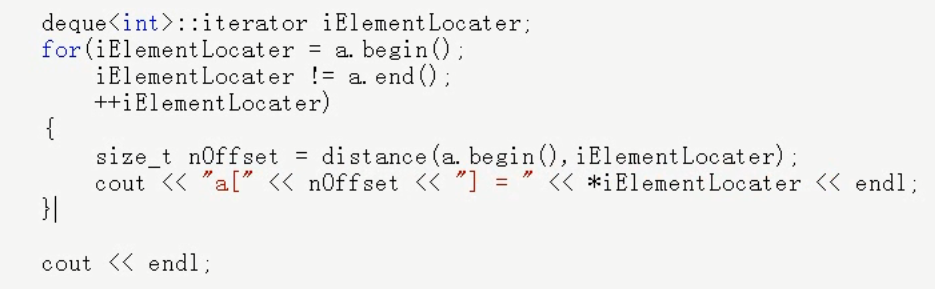 deque<int>::iterator iElementLocater;
for(iElementLocater = a.begin();
    iElementLocater != a.end();
    ++iElementLocater)
{
    size_t nOffset = distance(a.begin(),iElementLocater);
    cout << "a[" << nOffset << "] = " << *iElementLocater << endl;
}
cout << endl;